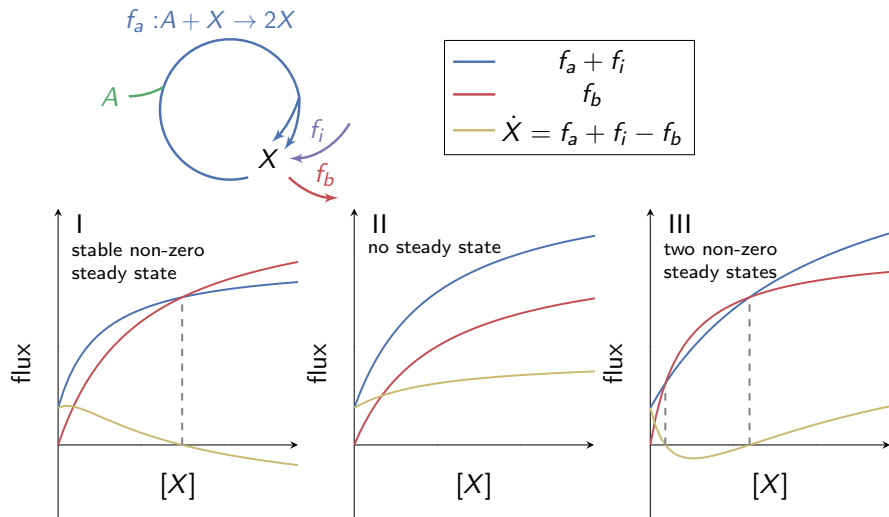 f_a : A + X → 2X
A
f_i
X
f_b
f_a + f_i
f_b
Ẋ = f_a + f_i − f_b
I
stable non-zero
steady state
flux
[X]
II
no steady state
flux
[X]
III
two non-zero
steady states
flux
[X]